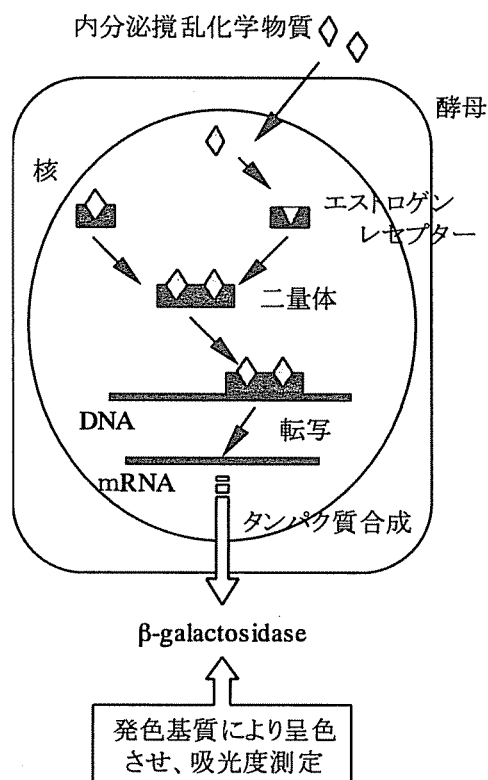 内分泌撹乱化学物質
酵母
核
エストロゲン
レセプター
二量体
DNA
転写
mRNA
タンパク質合成
β-galactosidase
発色基質により呈色
させ、吸光度測定